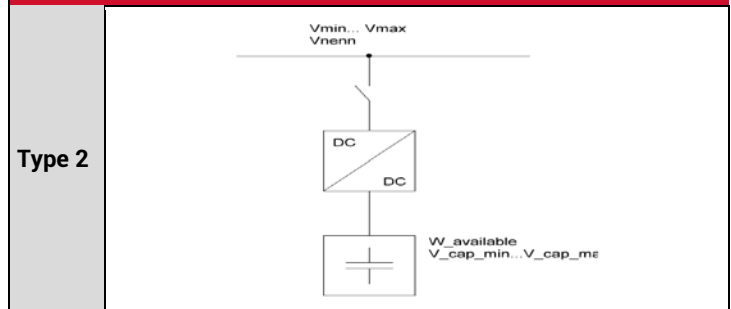 Vmin... Vmax
Vnenn
Type 2
DC
DC
W_available
V_cap_min...V_cap_ma